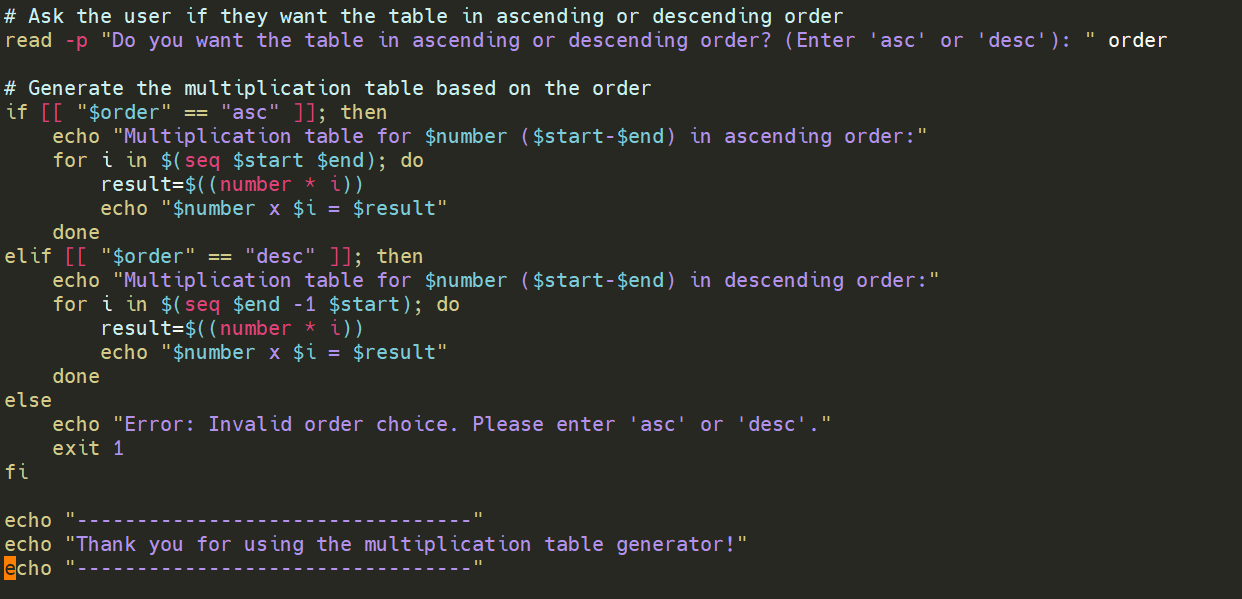 # Ask the user if they want the table in ascending or descending order
read -p "Do you want the table in ascending or descending order? (Enter 'asc' or 'desc'): " order

# Generate the multiplication table based on the order
if [[ "$order" == "asc" ]]; then
    echo "Multiplication table for $number ($start-$end) in ascending order:"
    for i in $(seq $start $end); do
        result=$((number * i))
        echo "$number x $i = $result"
    done
elif [[ "$order" == "desc" ]]; then
    echo "Multiplication table for $number ($start-$end) in descending order:"
    for i in $(seq $end -1 $start); do
        result=$((number * i))
        echo "$number x $i = $result"
    done
else
    echo "Error: Invalid order choice. Please enter 'asc' or 'desc'."
    exit 1
fi

echo "---------------------------------"
echo "Thank you for using the multiplication table generator!"
echo "---------------------------------"